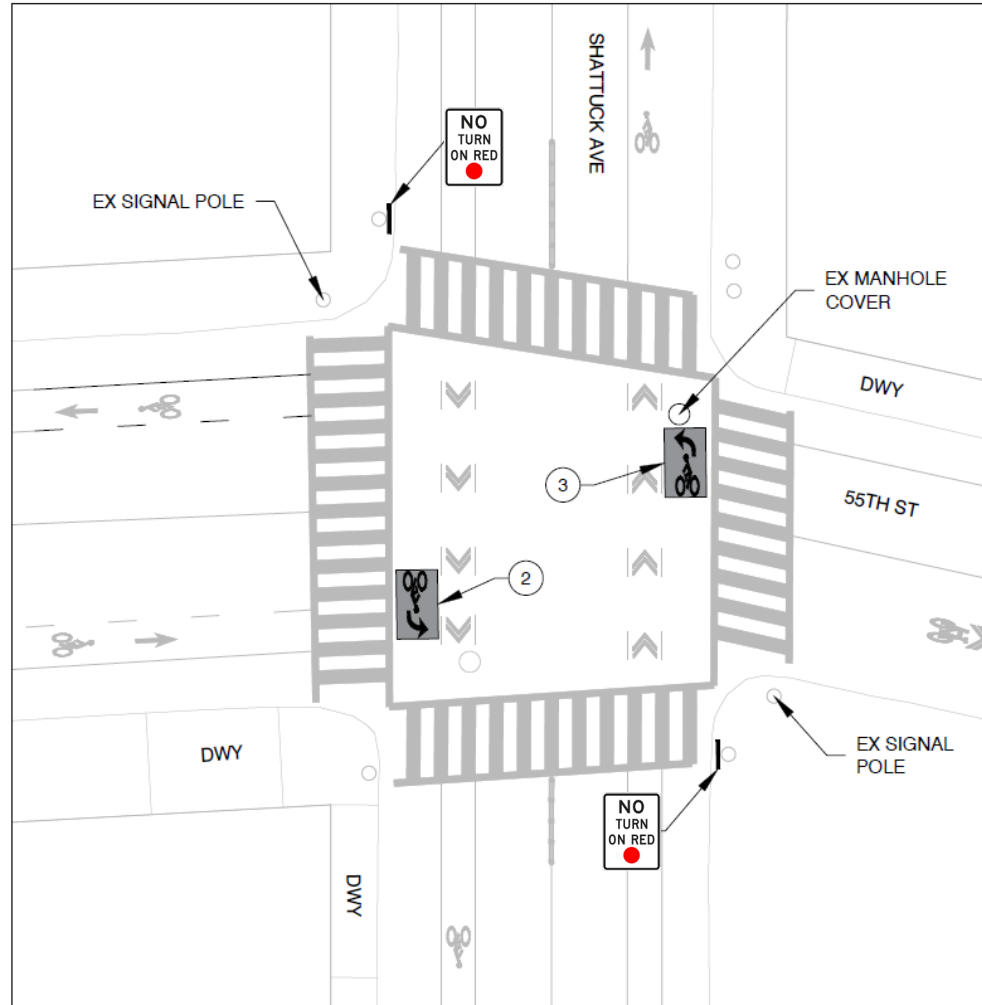 SHATTUCK AVE
NO
TURN
ON RED
EX SIGNAL POLE
EX MANHOLE
COVER
DWY
3
55TH ST
2
DWY
EX SIGNAL
POLE
NO
TURN
ON RED
DWY